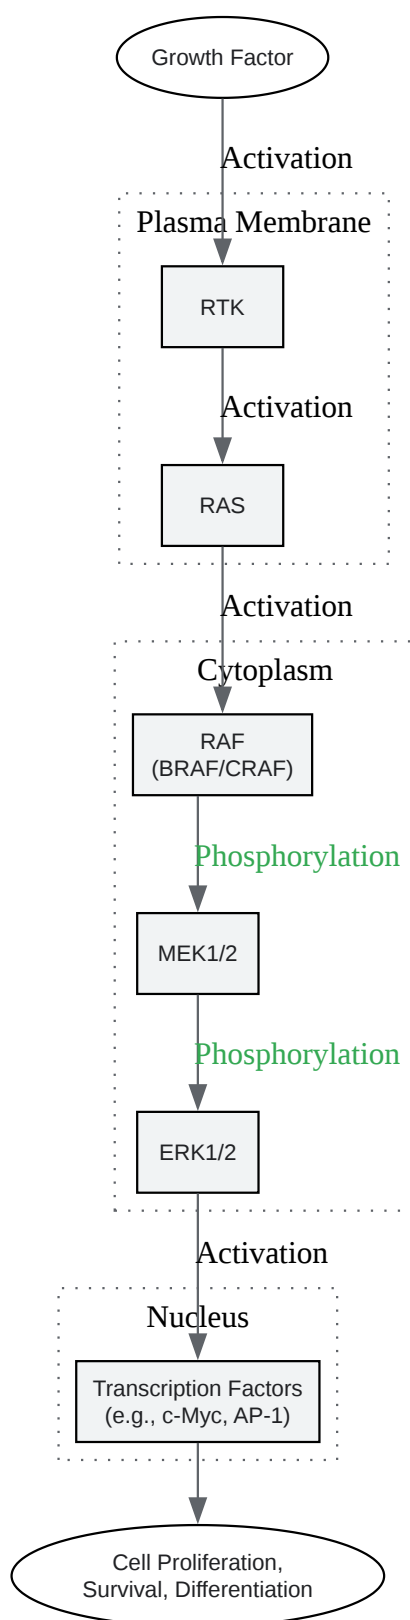 Growth Factor
Activation
Plasma Membrane
RTK
Activation
RAS
Activation
Cytoplasm
RAF
(BRAF/CRAF)
Phosphorylation
MEK1/2
Phosphorylation
ERK1/2
Activation
Nucleus
Transcription Factors
(e.g., c-Myc, AP-1)
Cell Proliferation,
Survival, Differentiation